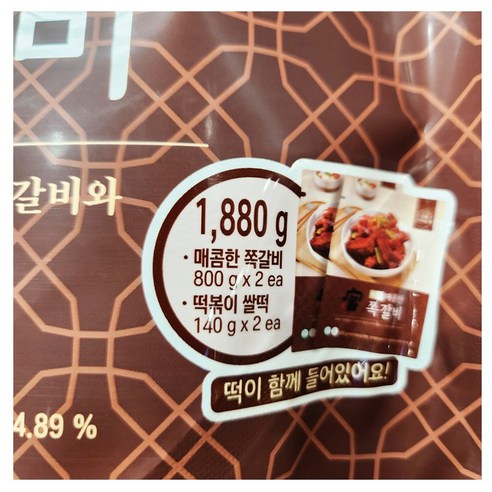 비
갈비와
1,880 g
· 매콤한 쪽갈비
800 g x 2 ea
· 떡볶이 쌀떡
140 g x 2 ea
쪽갈비
떡이 함께 들어있어요!
4.89 %